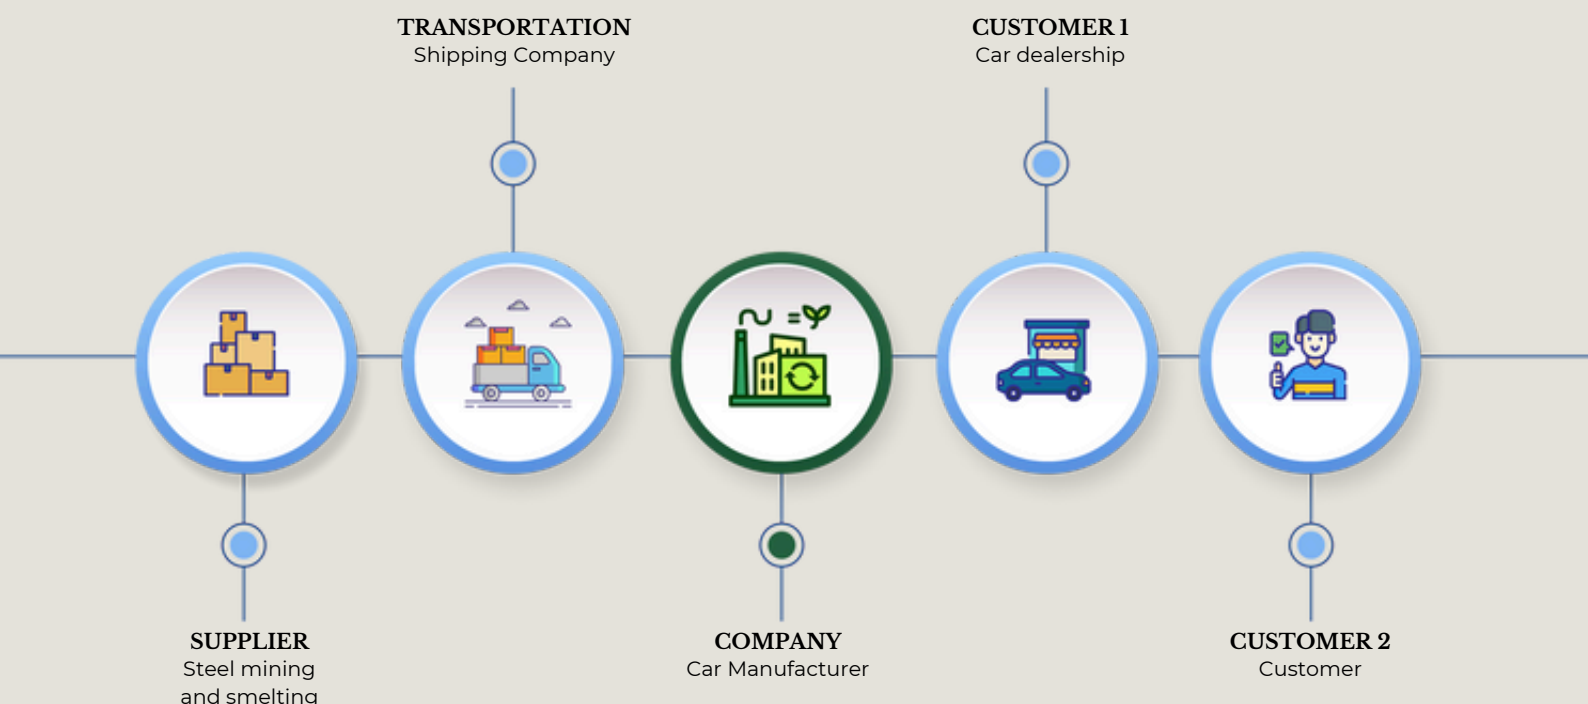 TRANSPORTATION
Shipping Company
CUSTOMER 1
Car dealership
SUPPLIER
Steel mining
and smelting
COMPANY
Car Manufacturer
CUSTOMER 2
Customer